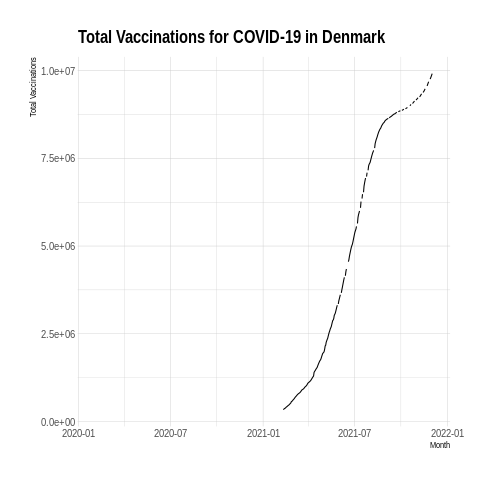 Total Vaccinations for COVID-19 in Denmark
Total Vaccinations
1.0e+07
7.5e+06
5.0e+06
2.5e+06
0.0e+00
2020-01 2020-07 2021-01 2021-07 2022-01
Month